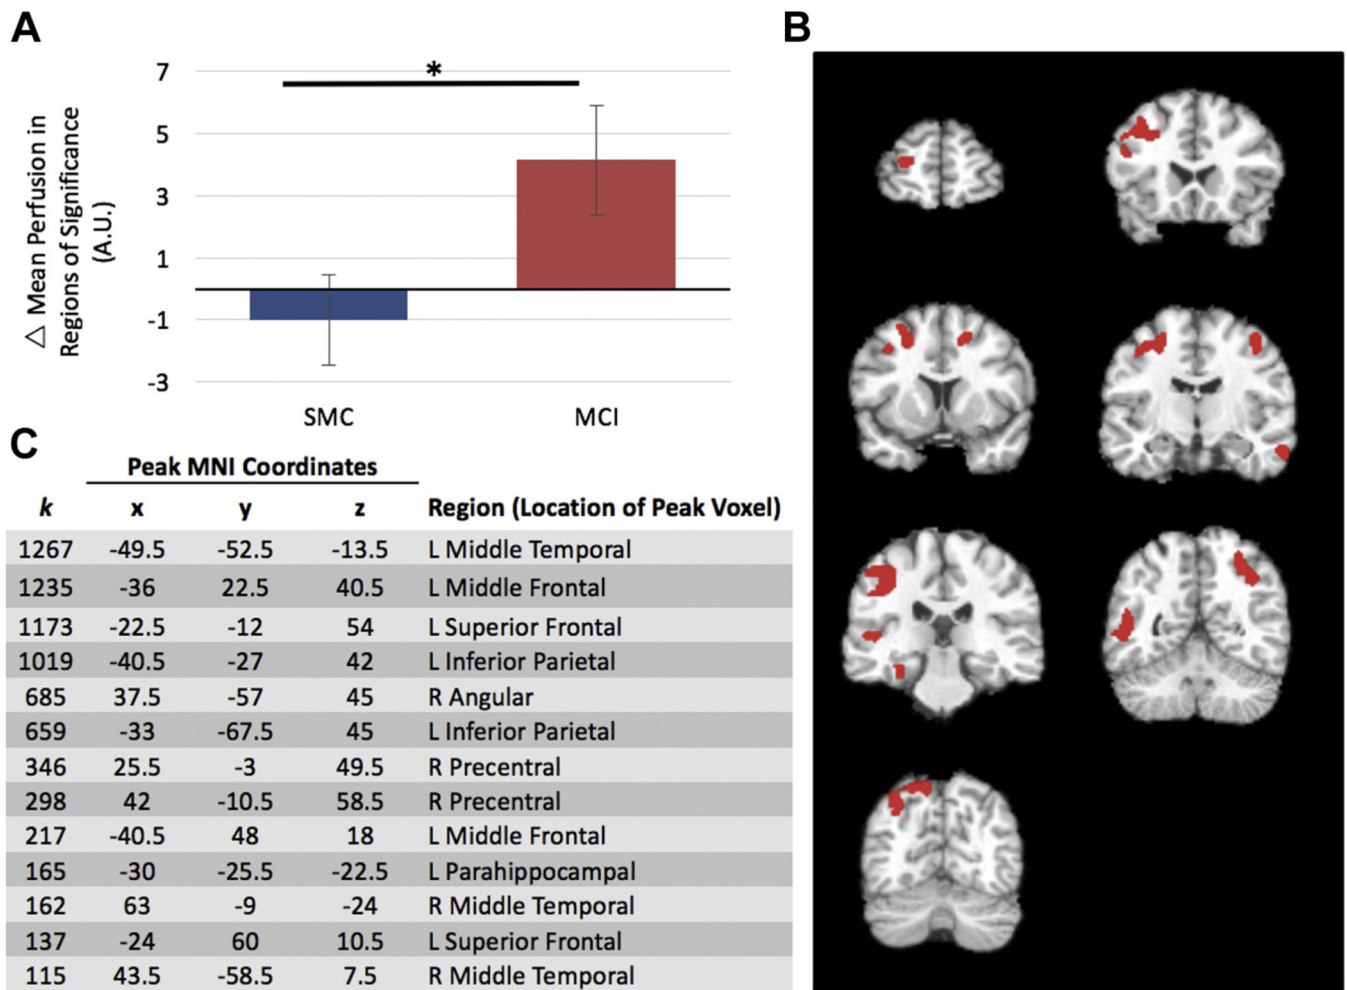 A
B
7
*
5
3
1
-1
-3
△ Mean Perfusion in
Regions of Significance
(A.U.)
SMC MCI
C
Peak MNI Coordinates
k x y z Region (Location of Peak Voxel)
1267 -49.5 -52.5 -13.5 L Middle Temporal
1235 -36 22.5 40.5 L Middle Frontal
1173 -22.5 -12 54 L Superior Frontal
1019 -40.5 -27 42 L Inferior Parietal
685 37.5 -57 45 R Angular
659 -33 -67.5 45 L Inferior Parietal
346 25.5 -3 49.5 R Precentral
298 42 -10.5 58.5 R Precentral
217 -40.5 48 18 L Middle Frontal
165 -30 -25.5 -22.5 L Parahippocampal
162 63 -9 -24 R Middle Temporal
137 -24 60 10.5 L Superior Frontal
115 43.5 -58.5 7.5 R Middle Temporal